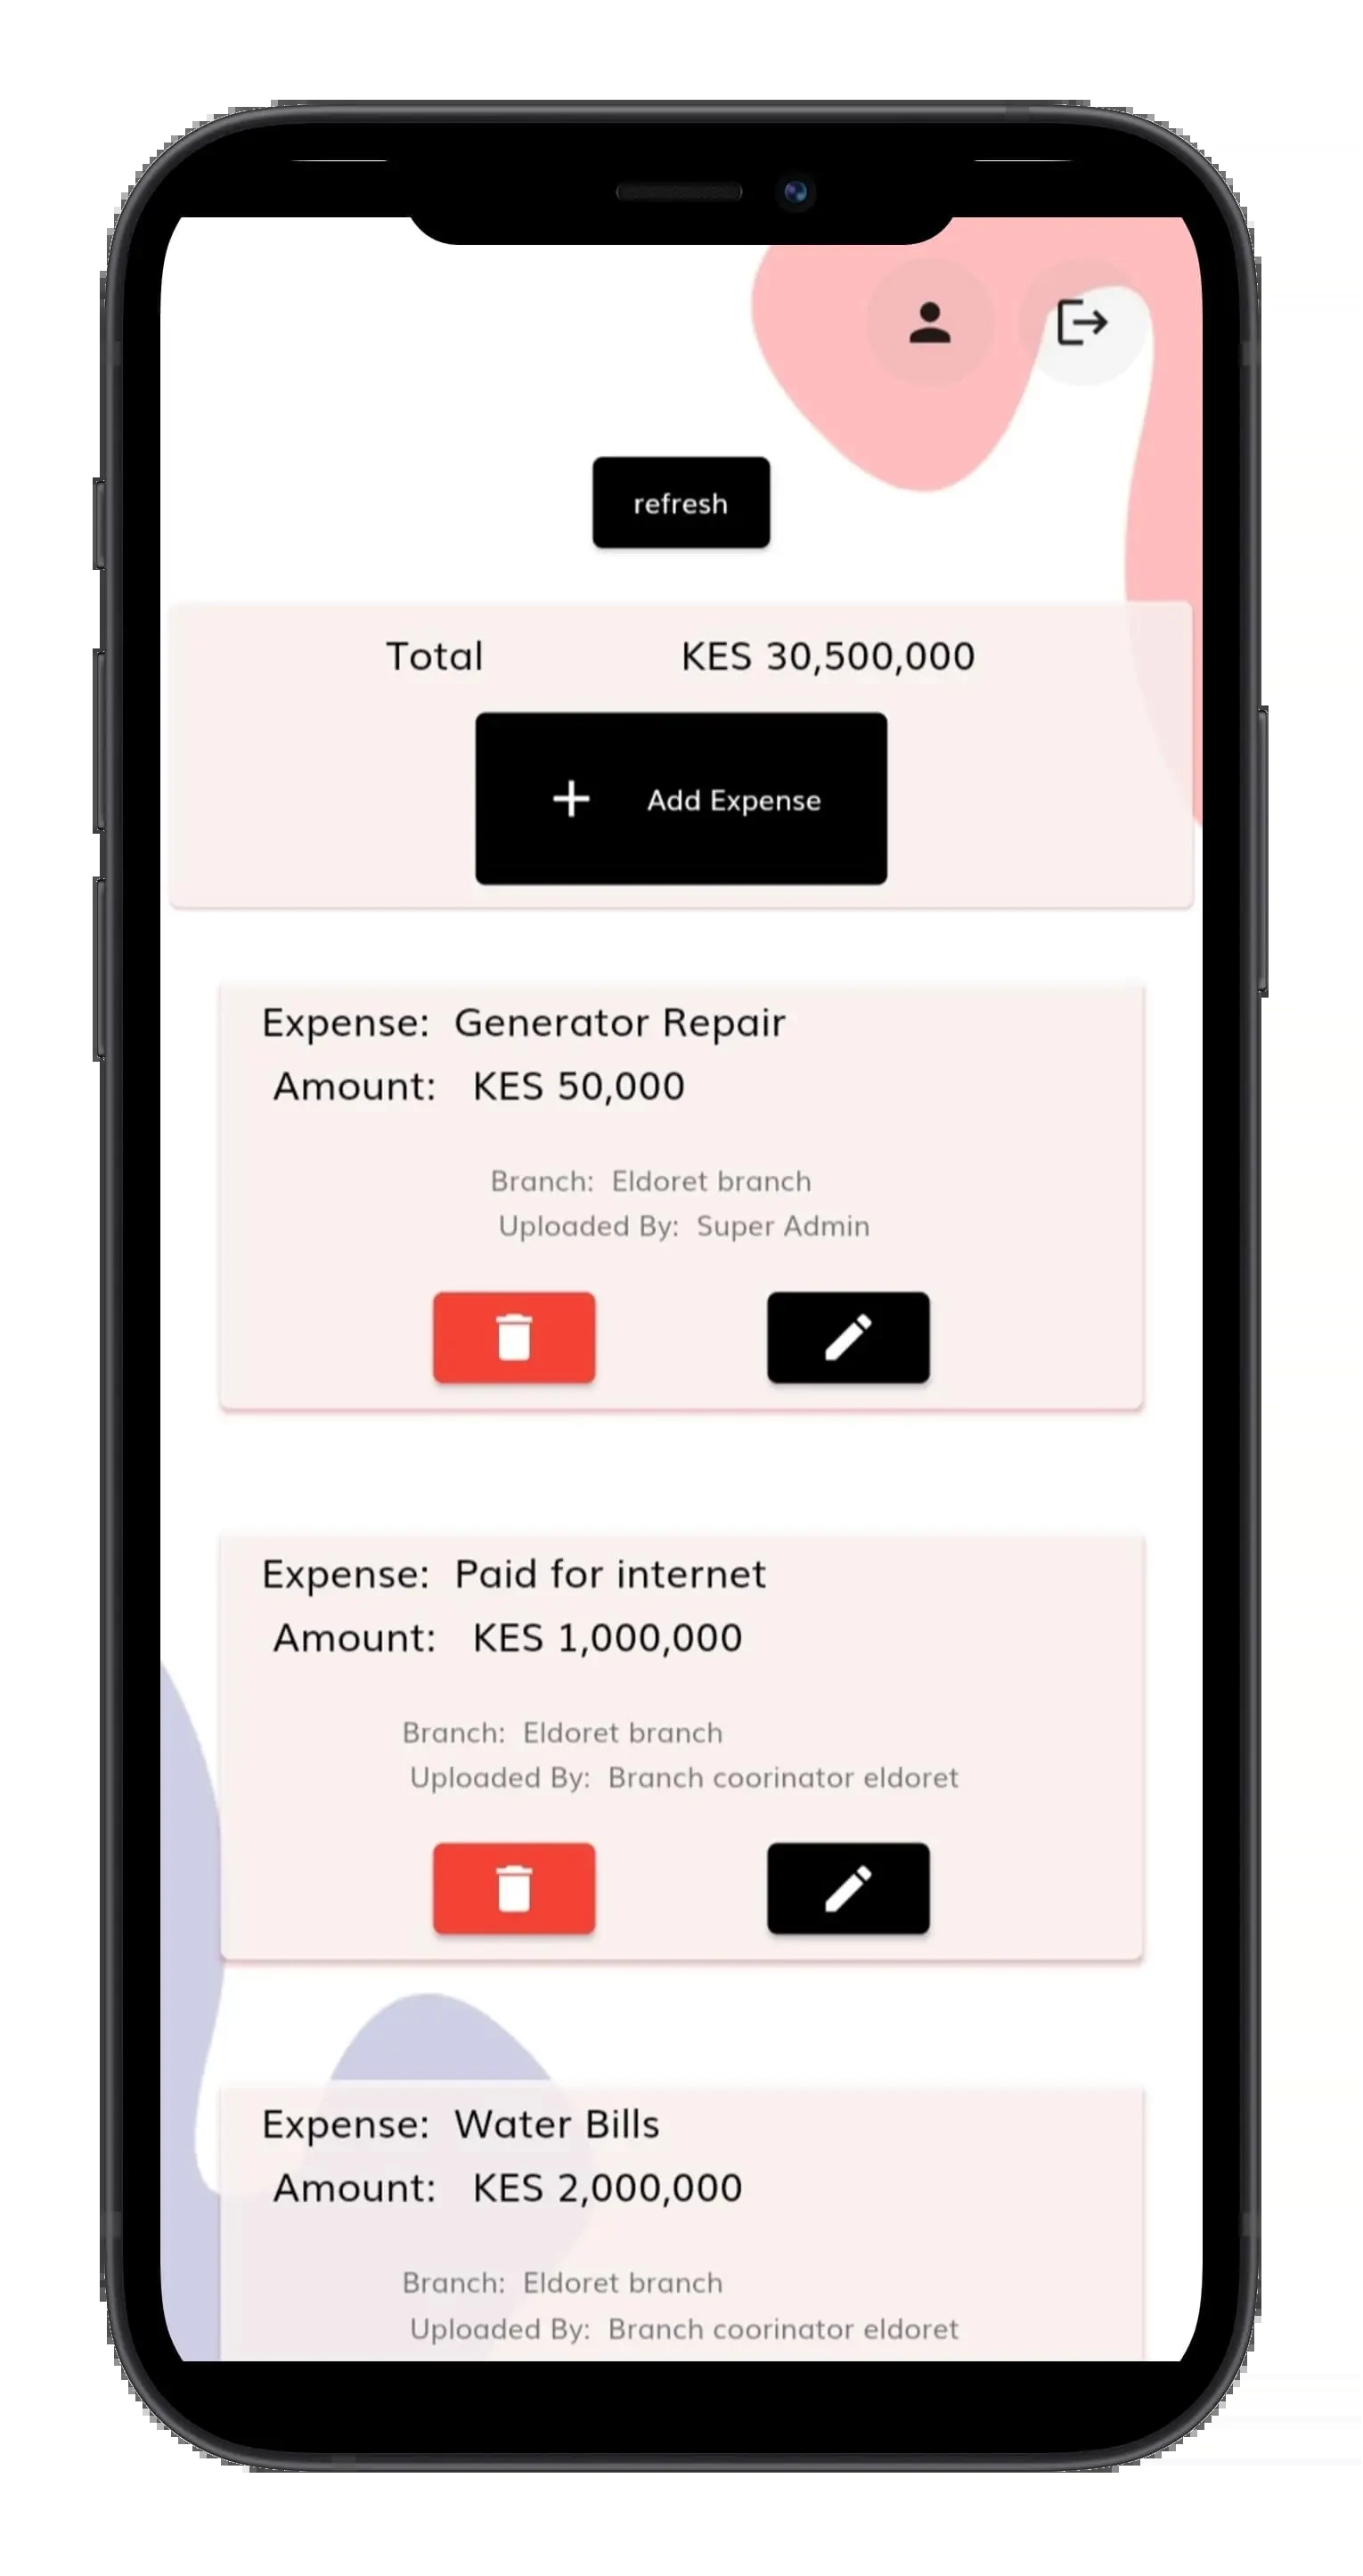 refresh
Total KES 30,500,000
Add Expense
Expense: Generator Repair
Amount: KES 50,000
Branch: Eldoret branch
Uploaded By: Super Admin
Expense: Paid for internet
Amount: KES 1,000,000
Branch: Eldoret branch
Uploaded By: Branch coorinator eldoret
Expense: Water Bills
Amount: KES 2,000,000
Branch: Eldoret branch
Uploaded By: Branch coorinator eldoret